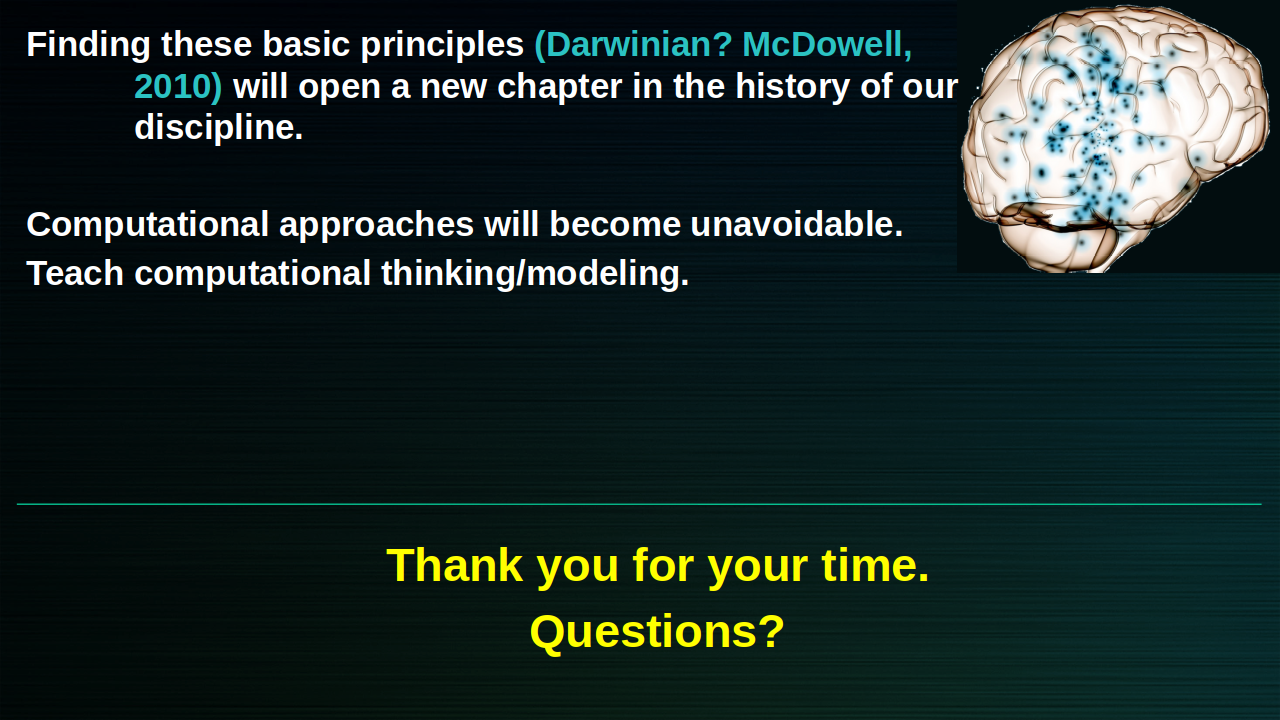 Finding these basic principles (Darwinian? McDowell,
2010) will open a new chapter in the history of our
discipline.
Computational approaches will become unavoidable.
Teach computational thinking/modeling.
Thank you for your time.
Questions?